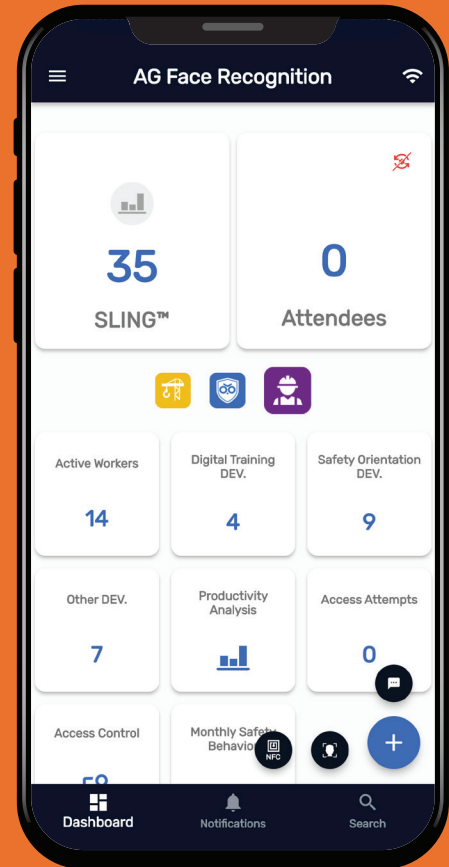 AG Face Recognition
35
SLING™
0
Attendees
Active Workers
14
Digital Training
DEV.
4
Safety Orientation
DEV.
9
Other DEV.
7
Productivity
Analysis
Access Attempts
0
Access Control
Monthly Safety
Behavior
NFC
+
Dashboard
Notifications
Search